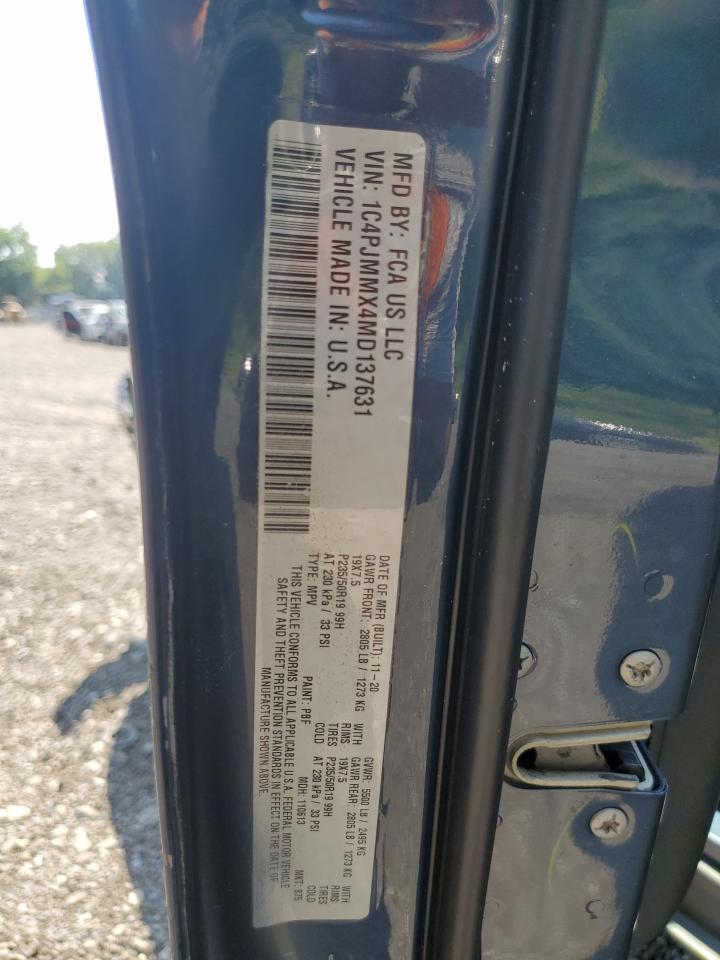 MFD BY: FCA US LLC
VIN: 1C4PJMMX4MD137631
VEHICLE MADE IN: U.S.A.
DATE OF MFR (BUILT): 11-20 GVWR: 5500 LB / 2495 KG
GAWR FRONT: 2805 LB / 1273 KG WITH GAWR REAR: 2805 LB / 1273 KG WITH
19X7.5 RIMS 19X7.5 RIMS
P235/50R19 99H TIRES P235/50R19 99H TIRES
AT 230 kPa / 33 PSI COLD AT 230 kPa / 33 PSI COLD
TYPE: MPV PAINT: PBF MDH: 110613 MKT: 875
THIS VEHICLE CONFORMS TO ALL APPLICABLE U.S.A. FEDERAL MOTOR VEHICLE
SAFETY AND THEFT PREVENTION STANDARDS IN EFFECT ON THE DATE OF
MANUFACTURE SHOWN ABOVE.